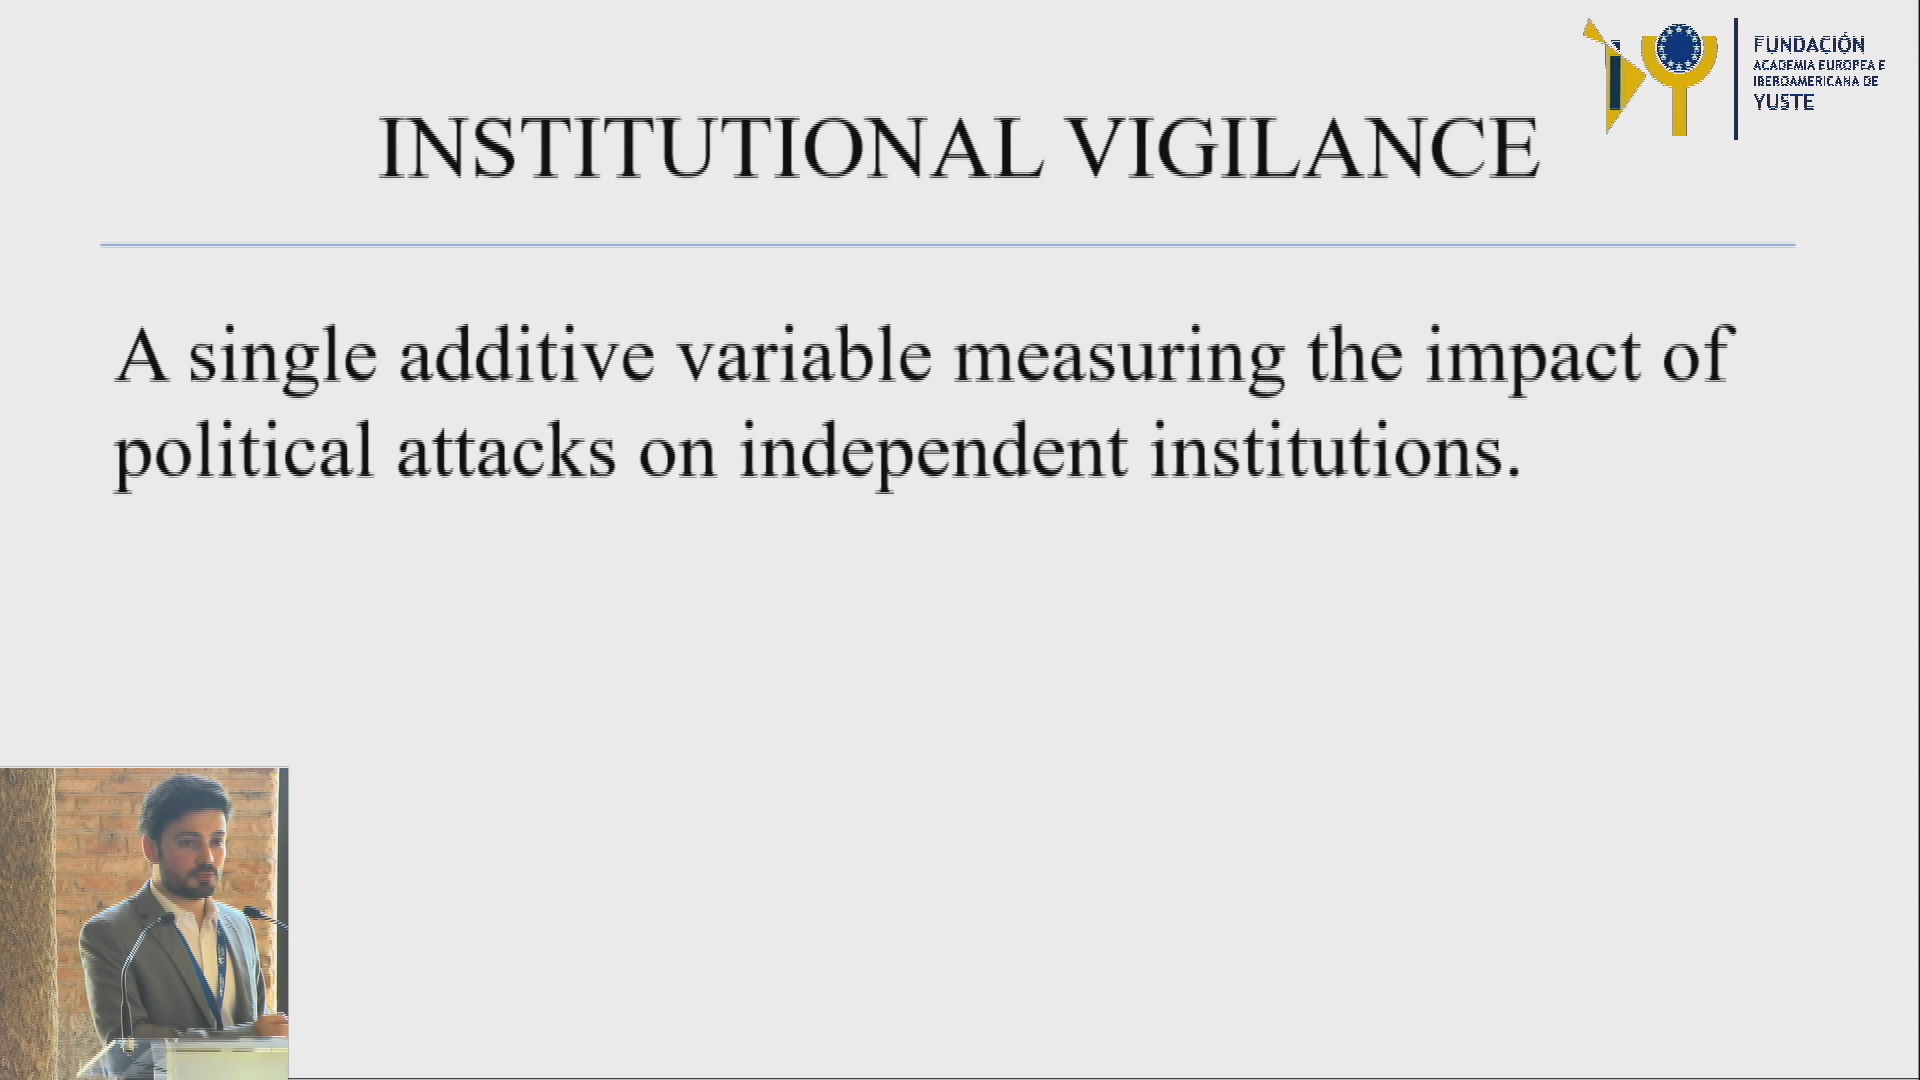 INSTITUTIONAL VIGILANCE
FUNDACIÓN
ACADEMIA EUROPEA E
IBEROAMERICANA DE
YUSTE
A single additive variable measuring the impact of
political attacks on independent institutions.